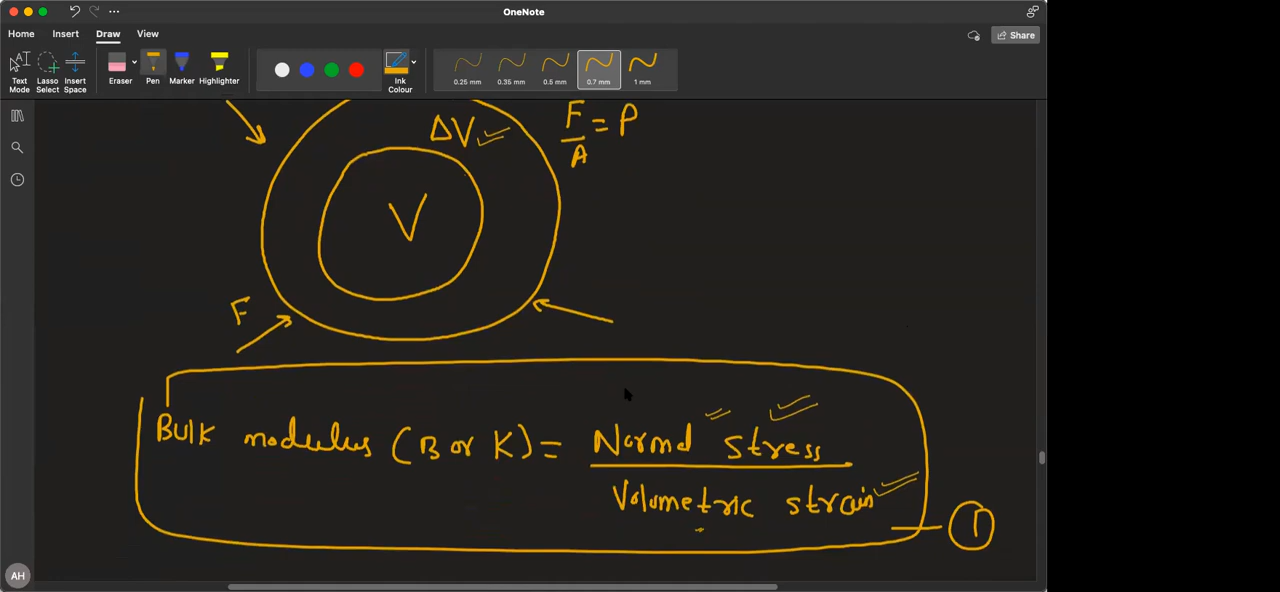 OneNote
Home Insert Draw View
Share
Text Mode
Lasso Select
Insert Space
Eraser
Pen
Marker
Highlighter
Ink Colour
0.25 mm
0.35 mm
0.5 mm
0.7 mm
1 mm
ΔV
F/A = P
V
F
Bulk modulus (B or K) = Normal stress
Volumetric strain
1
AH